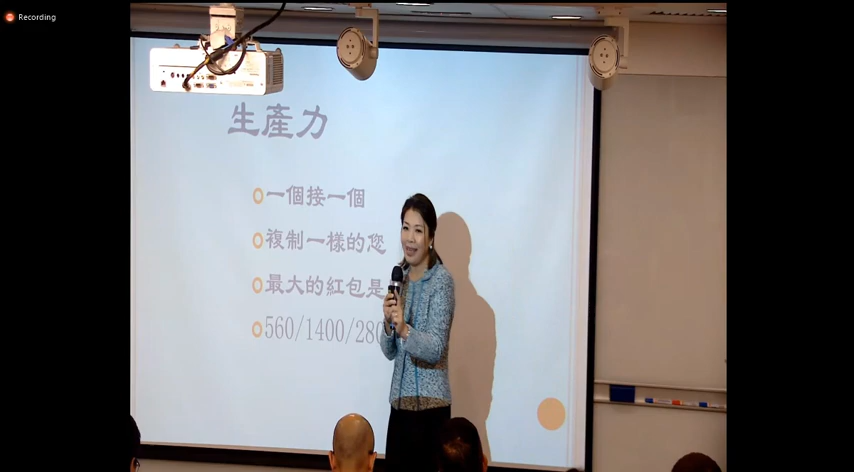 Recording
生產力
一個接一個
複制一樣的您
最大的紅包是
560/1400/280